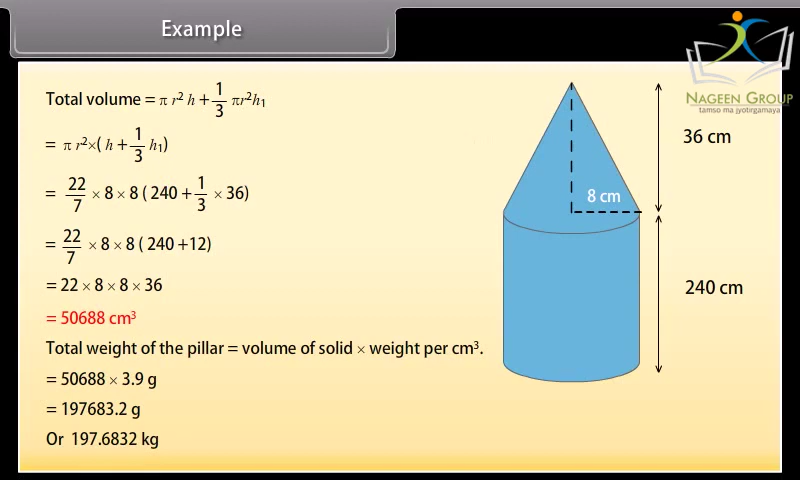 Example
NAGEEN GROUP
tamso ma jyotirgamaya
Total volume = π r² h + 1/3 πr²h₁
= π r²×( h + 1/3 h₁)
= 22/7 × 8 × 8 ( 240 + 1/3 × 36)
= 22/7 × 8 × 8 ( 240 +12)
= 22 × 8 × 8 × 36
= 50688 cm³
Total weight of the pillar = volume of solid × weight per cm³.
= 50688 × 3.9 g
= 197683.2 g
Or 197.6832 kg
36 cm
8 cm
240 cm